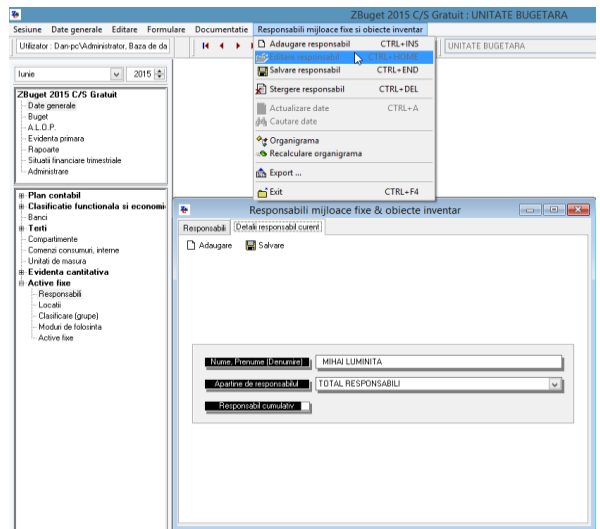 ZBuget 2015 C/S Gratuit : UNITATE BUGETARA
Sesiune Date generale Editare Formulare Documentatie Responsabili mijloace fixe si obiecte inventar
Utilizator : Dan-pc\Administrator, Baza de da
UNITATE BUGETARA
Adaugare responsabil CTRL+INS
Editare responsabil CTRL+HOME
Salvare responsabil CTRL+END
Stergere responsabil CTRL+DEL
Actualizare date CTRL+A
Cautare date
Organigrama
Recalculare organigrama
Export ...
Exit CTRL+F4
Iunie 2015
ZBuget 2015 C/S Gratuit
Date generale
Buget
A.L.O.P.
Evidenta primara
Rapoarte
Situatii financiare trimestriale
Administrare
Plan contabil
Clasificatie functionala si economi
Banci
Terti
Compartimente
Comenzi consumuri, interne
Unitati de masura
Evidenta cantitativa
Active fixe
Responsabili
Locatii
Clasificare (grupe)
Moduri de folosinta
Active fixe
Responsabili mijloace fixe & obiecte inventar
Responsabili Detalii responsabil curent
Adaugare Salvare
Nume, Prenume (Denumire) MIHAI LUMINITA
Apartine de responsabilul TOTAL RESPONSABILI
Responsabil cumulativ